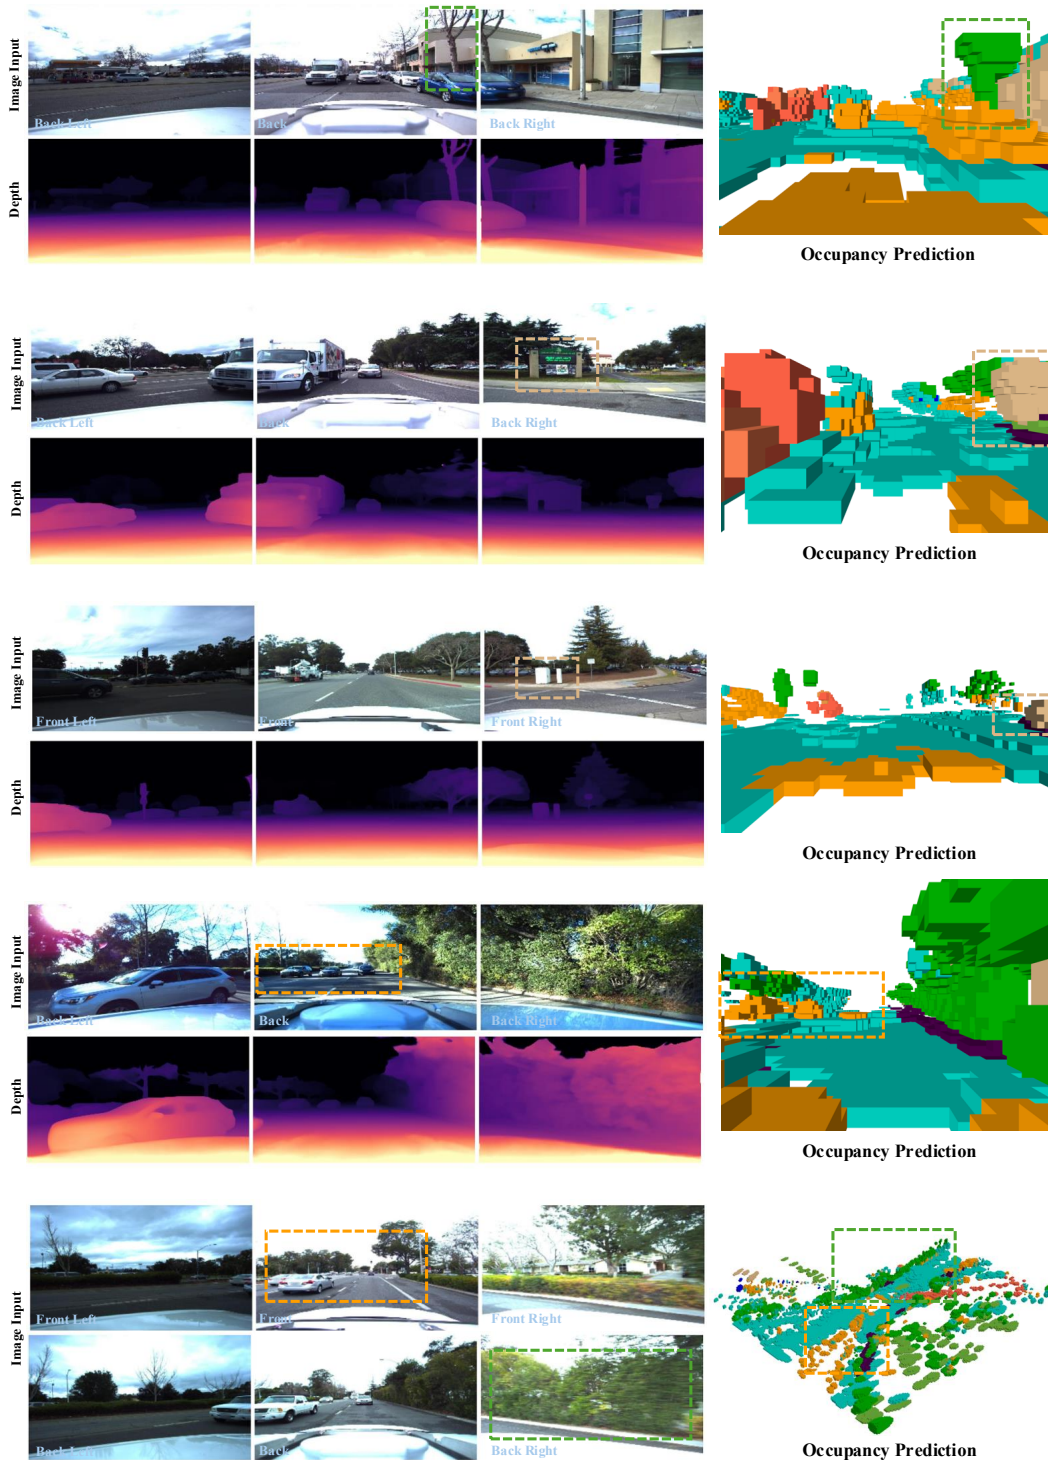 Image Input
Back Left
Back
Back Right
Depth
Occupancy Prediction
Image Input
Back Left
Back
Back Right
Depth
Occupancy Prediction
Image Input
Front Left
Front
Front Right
Depth
Occupancy Prediction
Image Input
Back Left
Back
Back Right
Depth
Occupancy Prediction
Image Input
Front Left
Front
Front Right
Back Left
Back
Back Right
Occupancy Prediction